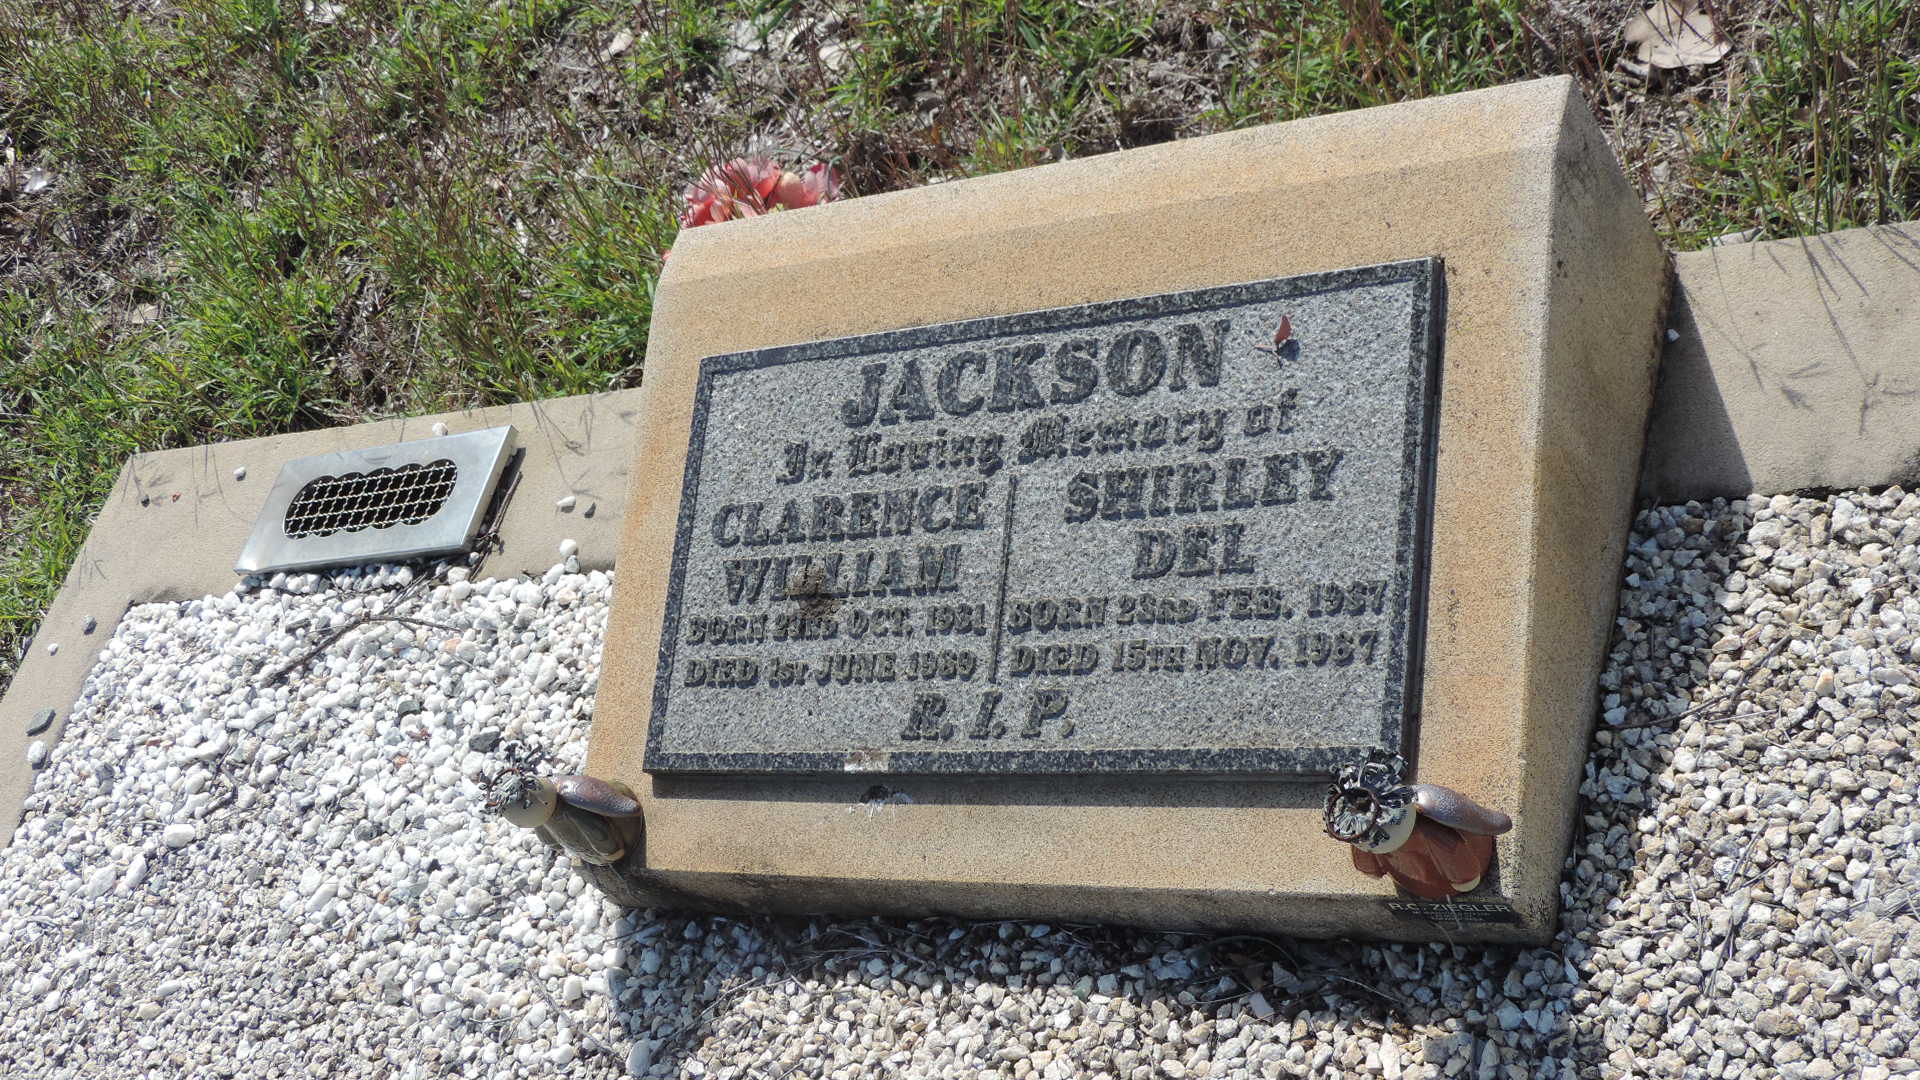 JACKSON
In Loving Memory of
CLARENCE
WILLIAM
BORN 23RD OCT. 1931
DIED 1ST JUNE 1989
SHIRLEY
DEL
BORN 23RD FEB. 1937
DIED 15TH NOV. 1987
R. I. P.
ZIEGLER